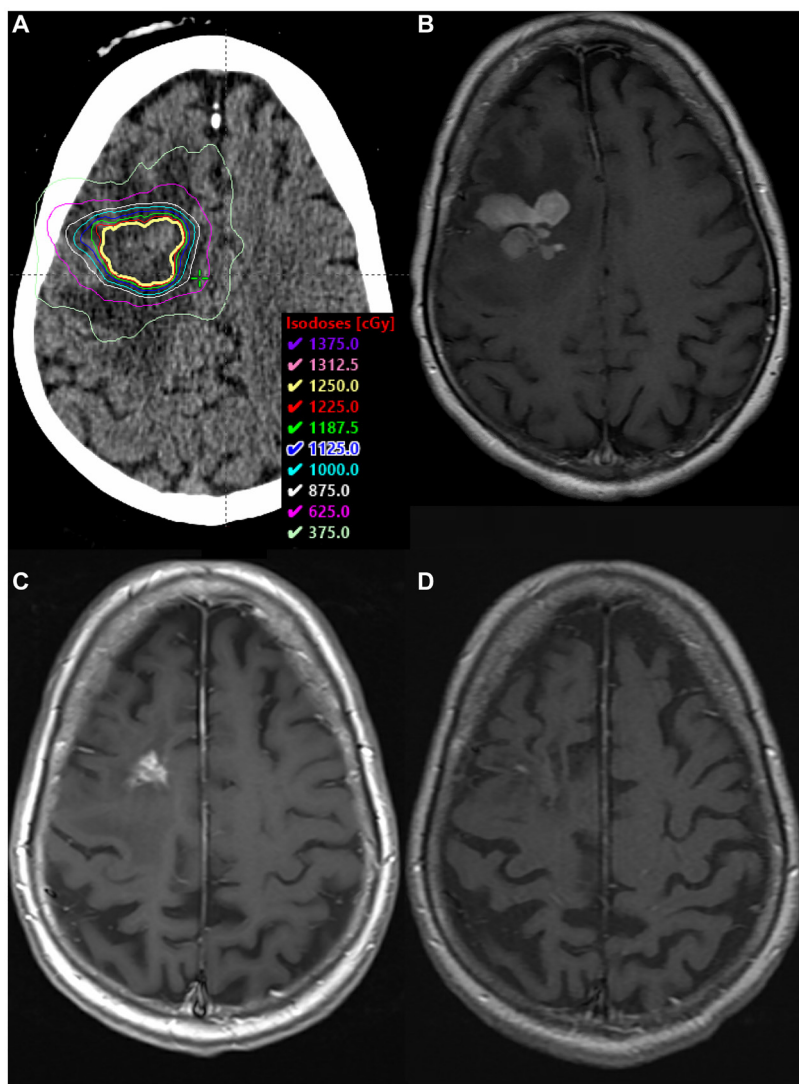 A
B
Isodoses [cGy]
✔ 1375.0
✔ 1312.5
✔ 1250.0
✔ 1225.0
✔ 1187.5
✔ 1125.0
✔ 1000.0
✔ 875.0
✔ 625.0
✔ 375.0
C
D